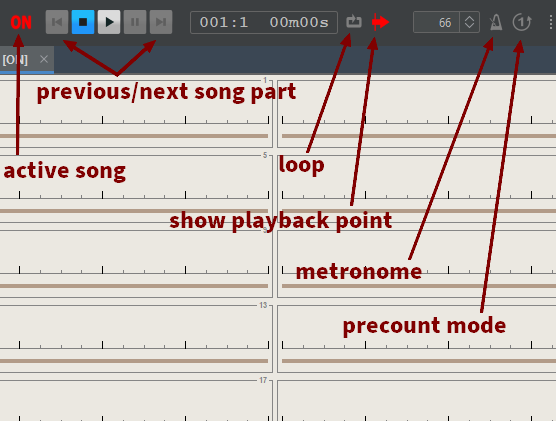 ON 001:1 00m00s 66 1
[ON] ×
1
previous/next song part
5
active song
loop
show playback point
metronome
13
precount mode
17